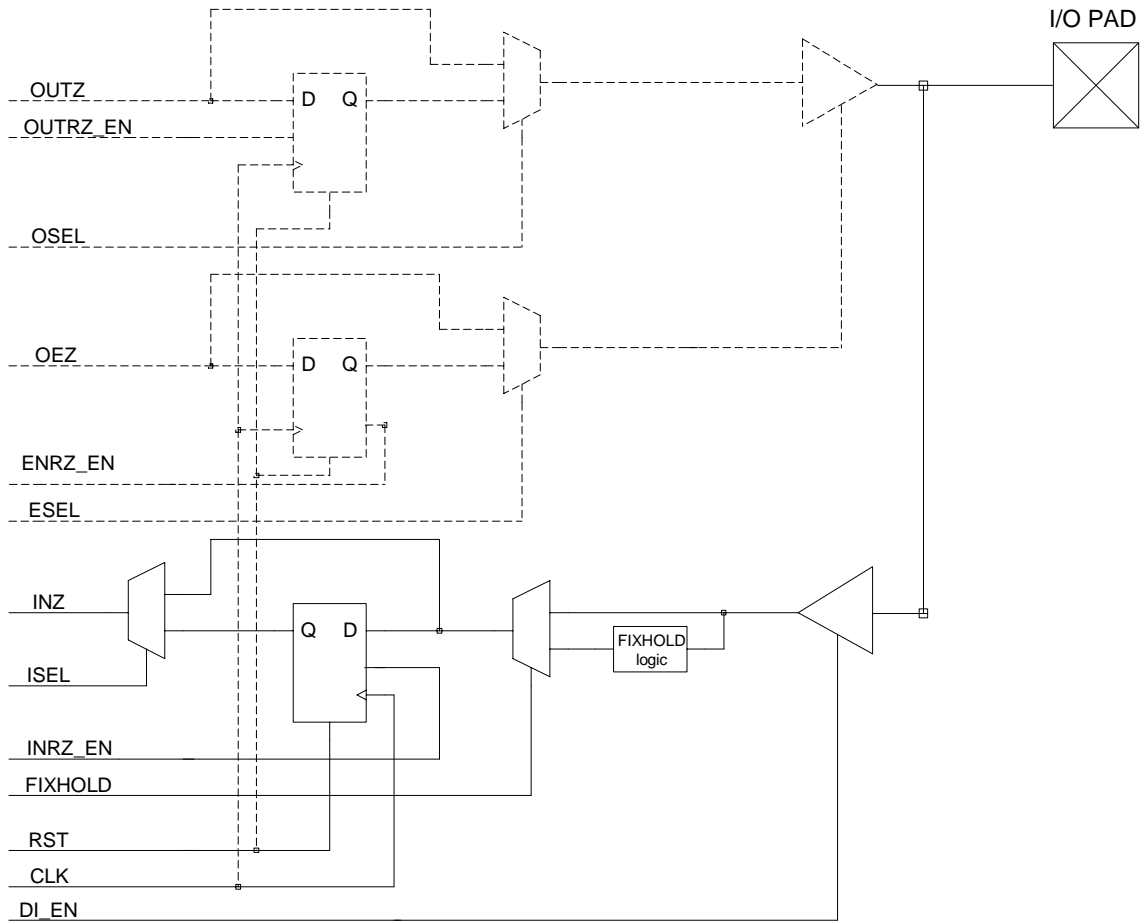 I/O PAD
OUTZ
D Q
OUTRZ_EN
OSEL
OEZ
D Q
ENRZ_EN
ESEL
INZ
Q D
FIXHOLD
logic
ISEL
INRZ_EN
FIXHOLD
RST
CLK
DI_EN